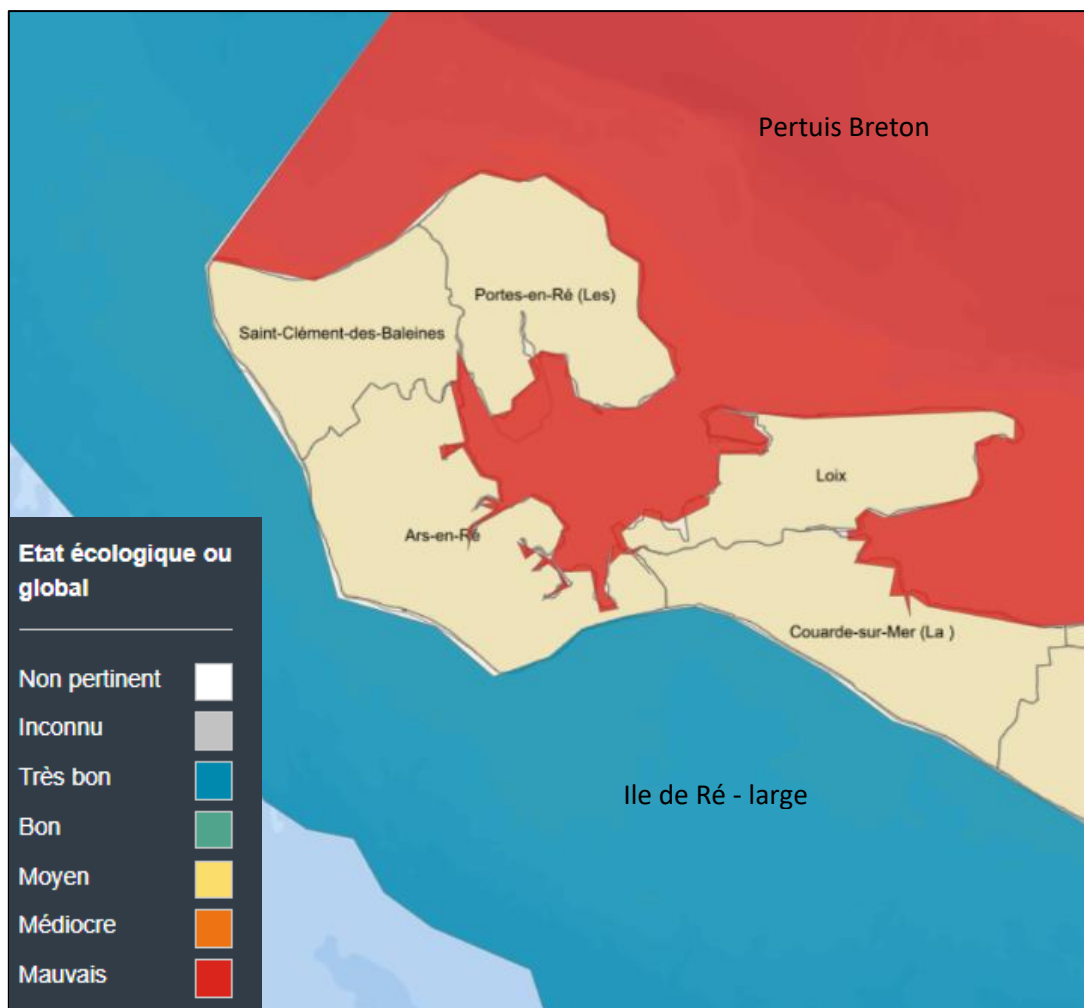 Pertuis Breton
Portes-en-Ré (Les)
Saint-Clément-des-Baleines
Loix
Ars-en-Ré
Couarde-sur-Mer (La )
Ile de Ré - large
Etat écologique ou
global
Non pertinent
Inconnu
Très bon
Bon
Moyen
Médiocre
Mauvais